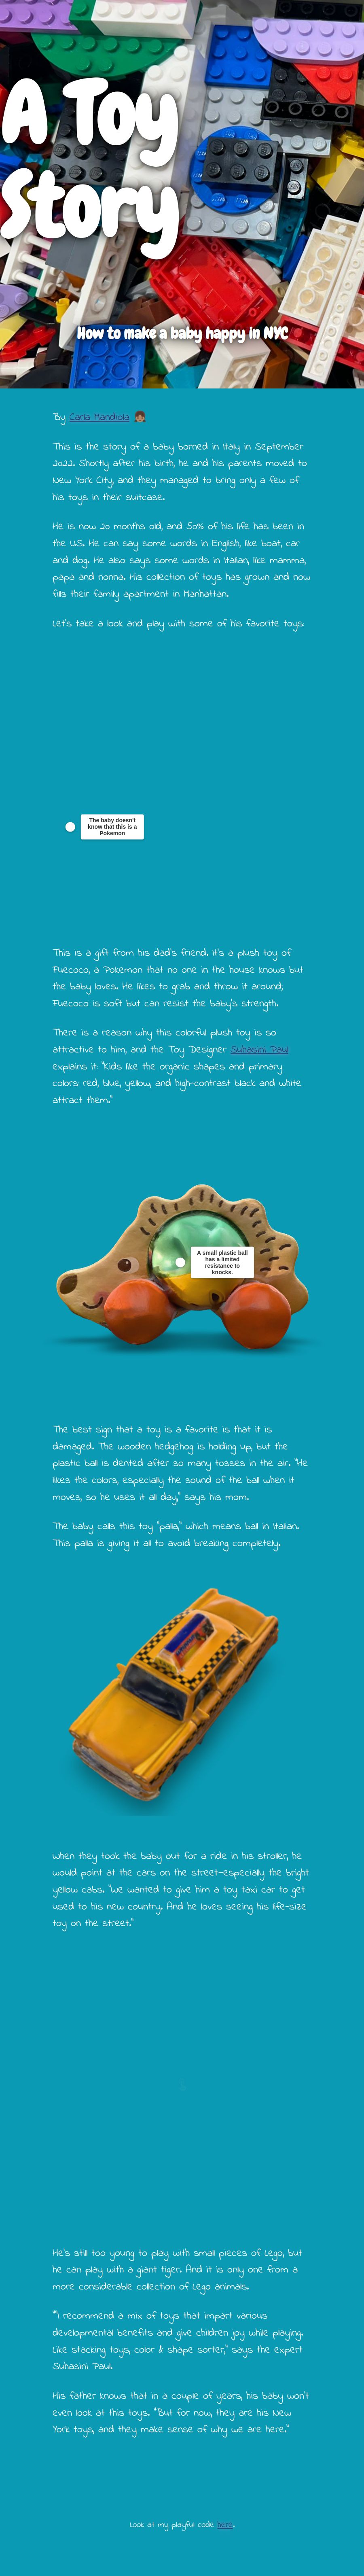 A Toy
Story
How to make a baby happy in NYC
By Carla Mandiola 👧🏽
This is the story of a baby borned in Italy in September
2022. Shortly after his birth, he and his parents moved to
New York City, and they managed to bring only a few of
his toys in their suitcase.
He is now 20 months old, and 50% of his life has been in
the U.S. He can say some words in English, like boat, car
and dog. He also says some words in Italian, like mamma,
papa and nonna. His collection of toys has grown and now
fills their family apartment in Manhattan.
Let's take a look and play with some of his favorite toys:
The baby doesn't
know that this is a
Pokemon
This is a gift from his dad's friend. It's a plush toy of
Fuecoco, a Pokemon that no one in the house knows but
the baby loves. He likes to grab and throw it around;
Fuecoco is soft but can resist the baby's strength.
There is a reason why this colorful plush toy is so
attractive to him, and the Toy Designer Suhasini Paul
explains it "Kids like the organic shapes and primary
colors: red, blue, yellow, and high-contrast black and white
attract them."
A small plastic ball
has a limited
resistance to
knocks.
The best sign that a toy is a favorite is that it is
damaged. The wooden hedgehog is holding up, but the
plastic ball is dented after so many tosses in the air. "He
likes the colors, especially the sound of the ball when it
moves, so he uses it all day," says his mom.
The baby calls this toy "palla," which means ball in Italian.
This palla is giving it all to avoid breaking completely.
When they took the baby out for a ride in his stroller, he
would point at the cars on the street—especially the bright
yellow cabs. "We wanted to give him a toy taxi car to get
used to his new country. And he loves seeing his life-size
toy on the street."
He's still too young to play with small pieces of Lego, but
he can play with a giant tiger. And it is only one from a
more considerable collection of Lego animals.
""I recommend a mix of toys that impart various
developmental benefits and give children joy while playing.
Like stacking toys, color & shape sorter," says the expert
Suhasini Paul.
His father knows that in a couple of years, his baby won't
even look at this toys. "But for now, they are his New
York toys, and they make sense of why we are here."
Look at my playful code here.